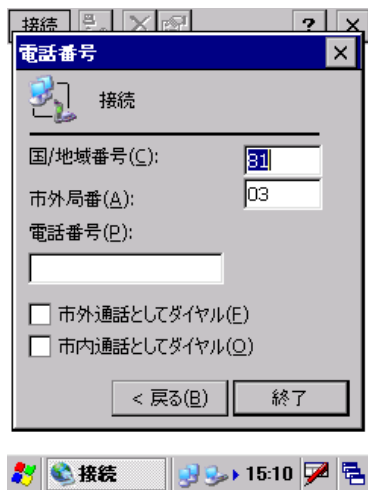 接続 ? ×
電話番号 ×
接続
国/地域番号(C): 81
市外局番(A): 03
電話番号(P):
市外通話としてダイヤル(F)
市内通話としてダイヤル(O)
< 戻る(B) 終了
接続 15:10